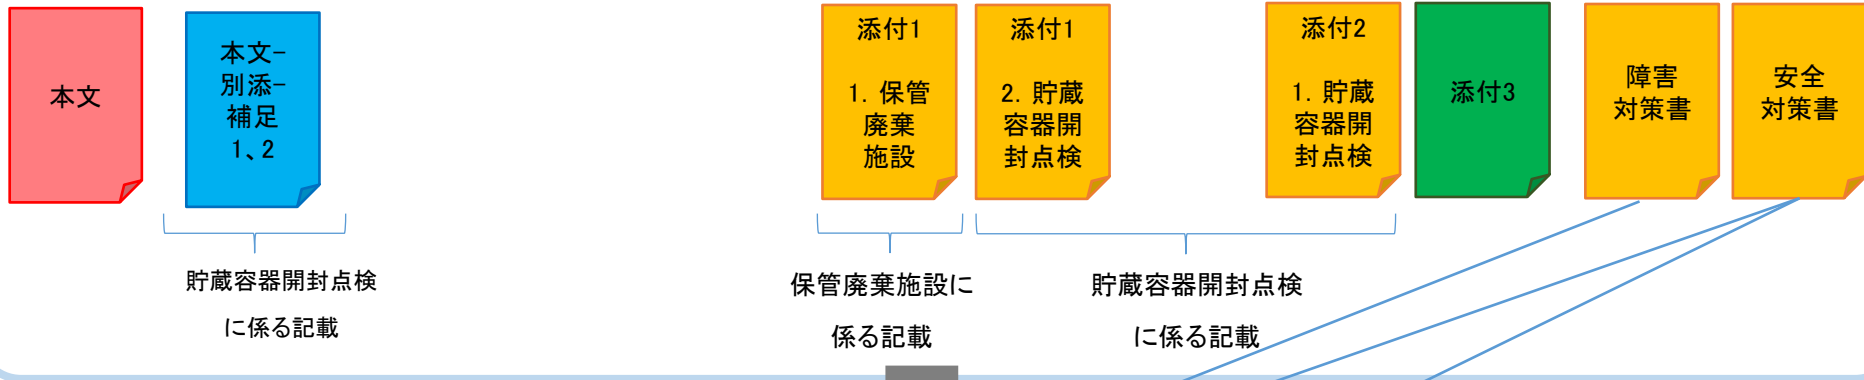 本文
本文-
別添-
補足
1、2
添付1
1. 保管
廃棄
施設
添付1
2. 貯蔵
容器開
封点検
添付2
1. 貯蔵
容器開
封点検
添付3
障害
対策書
安全
対策書
貯蔵容器開封点検
に係る記載
保管廃棄施設に
係る記載
貯蔵容器開封点検
に係る記載